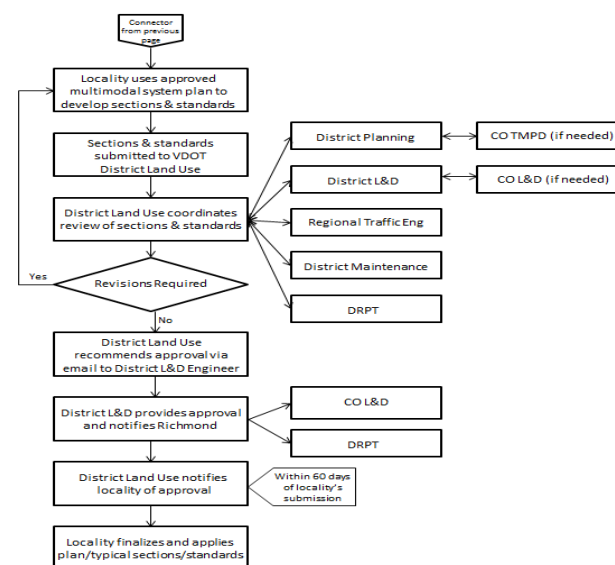 Connector
from previous
page
Locality uses approved
multimodal system plan to
develop sections & standards
Sections &
standards
submitted to VDOT
District Land Use
District Land Use coordinates
review of sections & standards
District Planning
CO TMPD (if needed)
District L&D
CO L&D (if needed)
Regional Traffic Eng
District Maintenance
DRPT
Yes
Revisions Required
No
District Land Use
recommends approval via
email to District L&D Engineer
District L&D provides approval
and notifies Richmond
CO L&D
DRPT
District Land Use notifies
locality of approval
Within 60 days
of locality's
submission
Locality finalizes and applies
plan/typical sections/standards